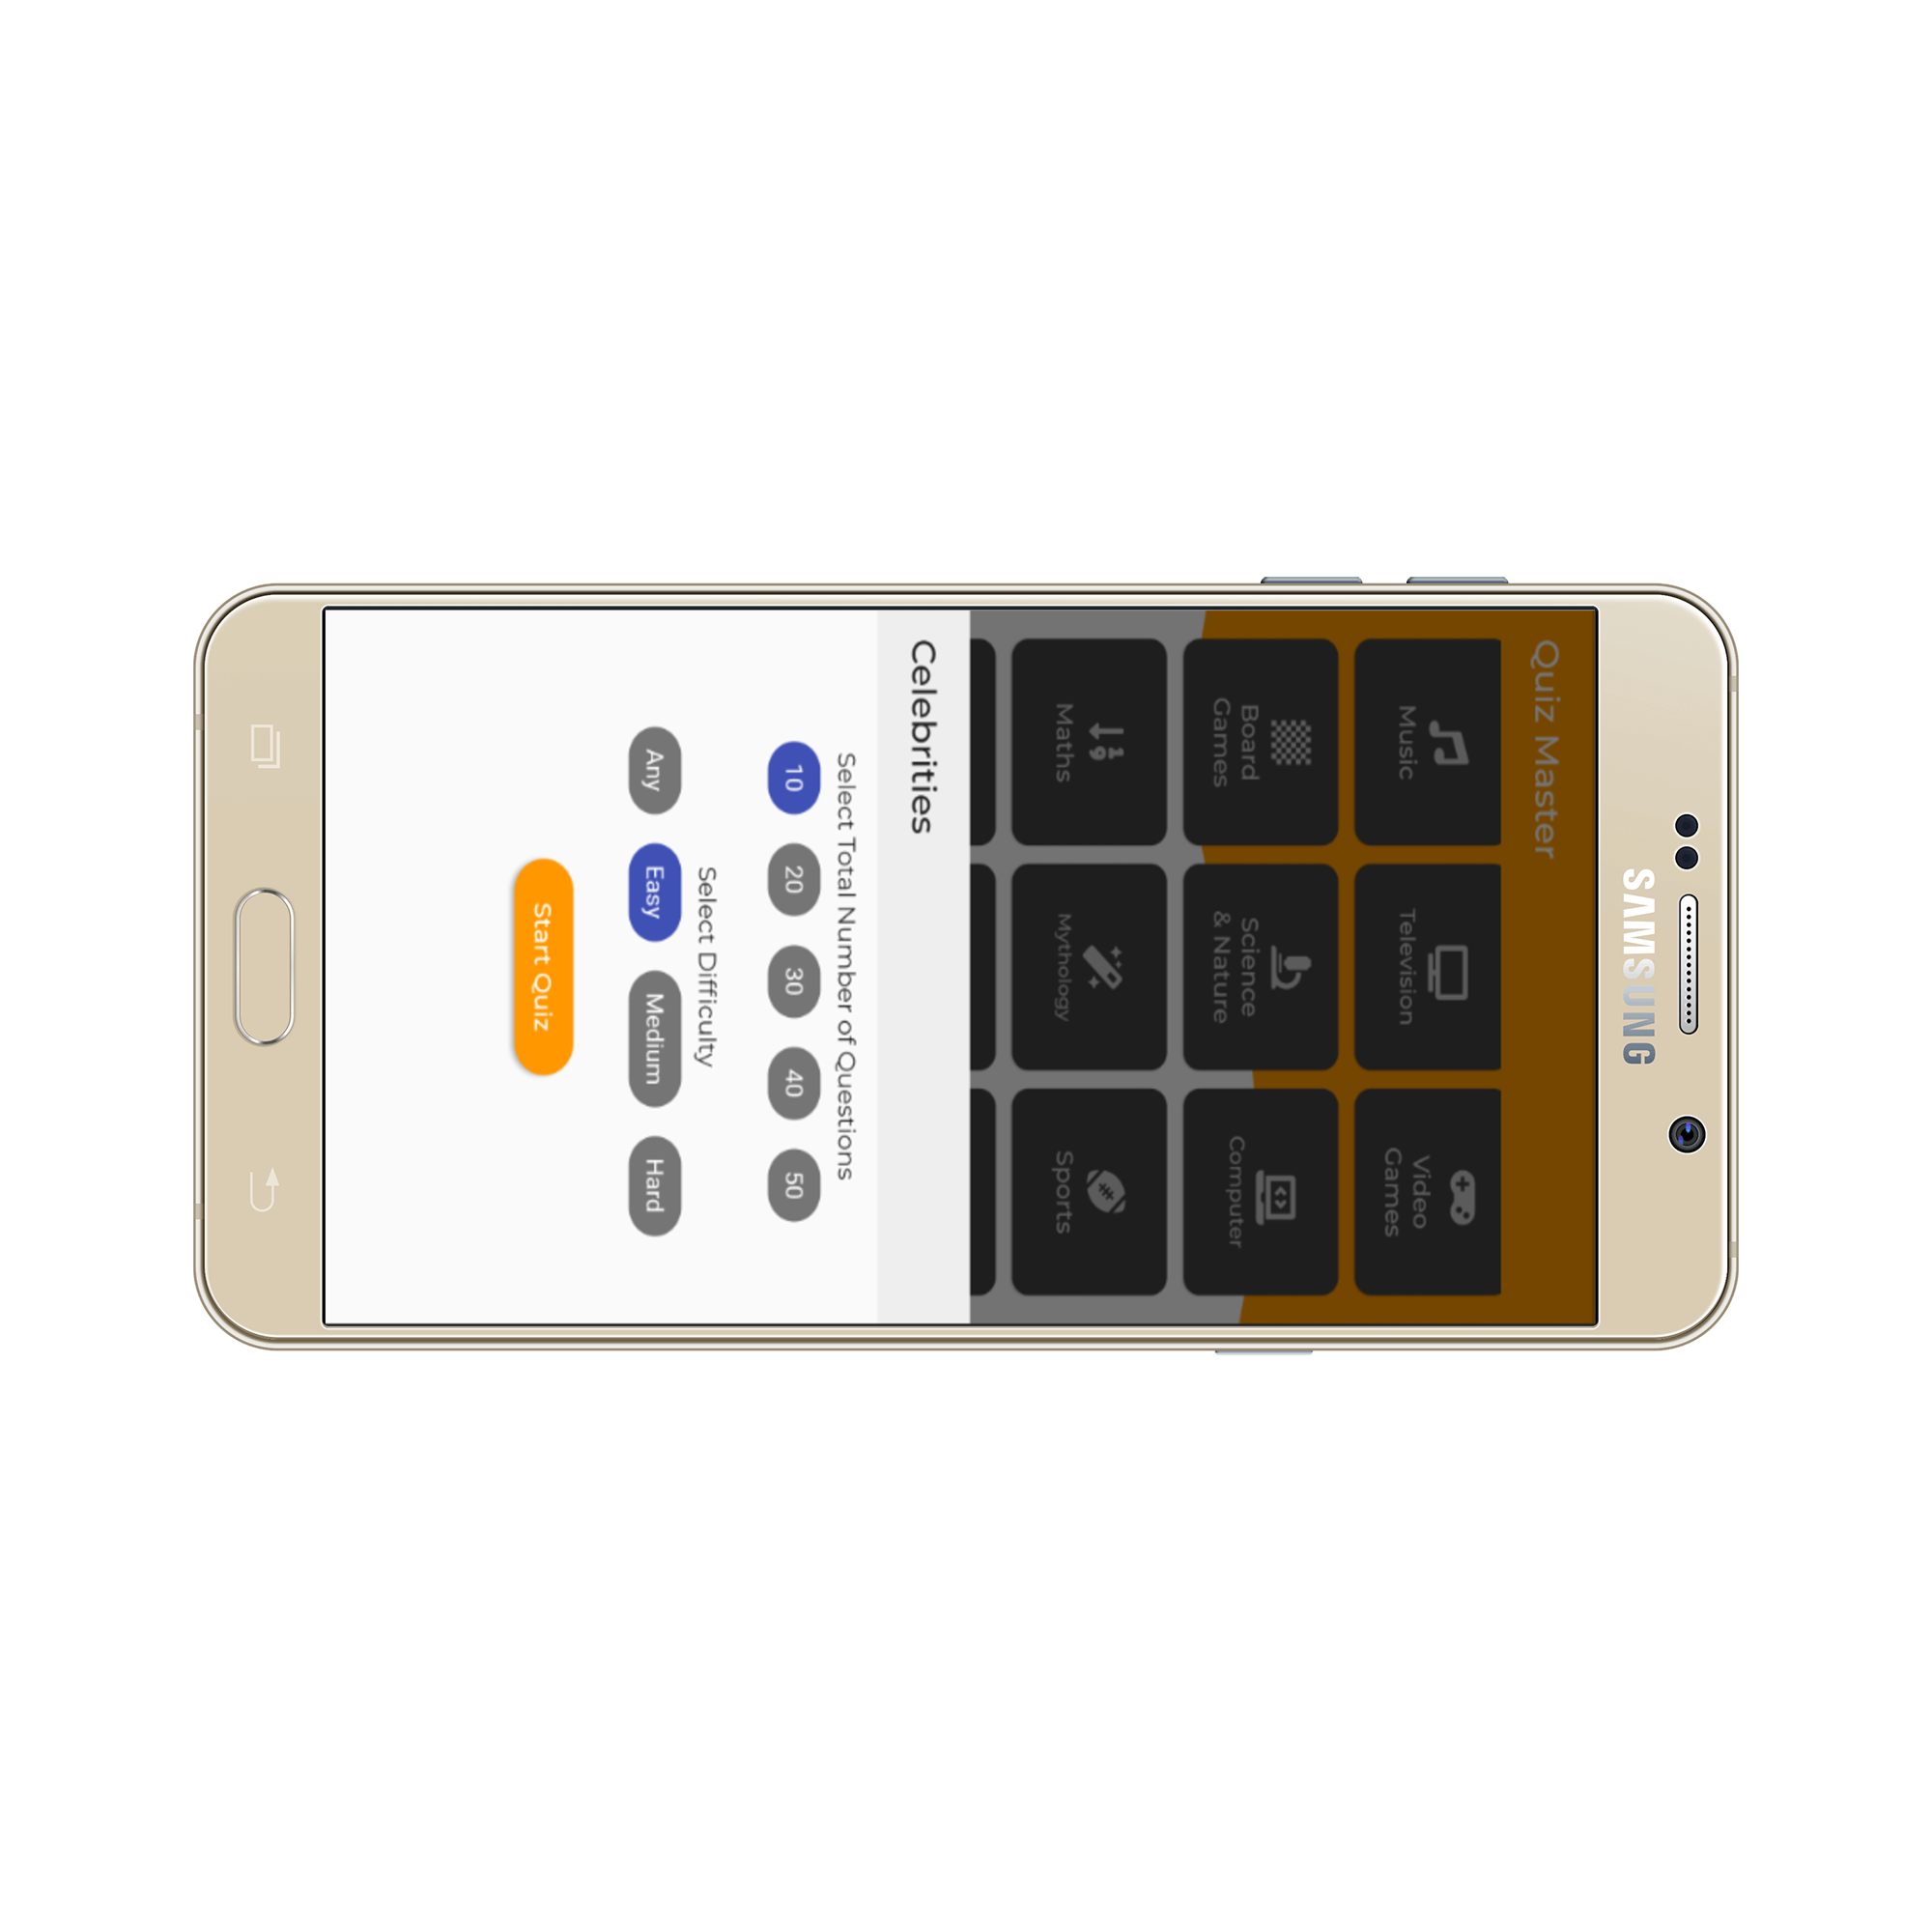 SAMSUNG
Quiz Master
Music
Television
Video
Games
Board
Games
Science
& Nature
Computer
Maths
Mythology
Sports
Celebrities
Select Total Number of Questions
10 20 30 40 50
Select Difficulty
Any Easy Medium Hard
Start Quiz